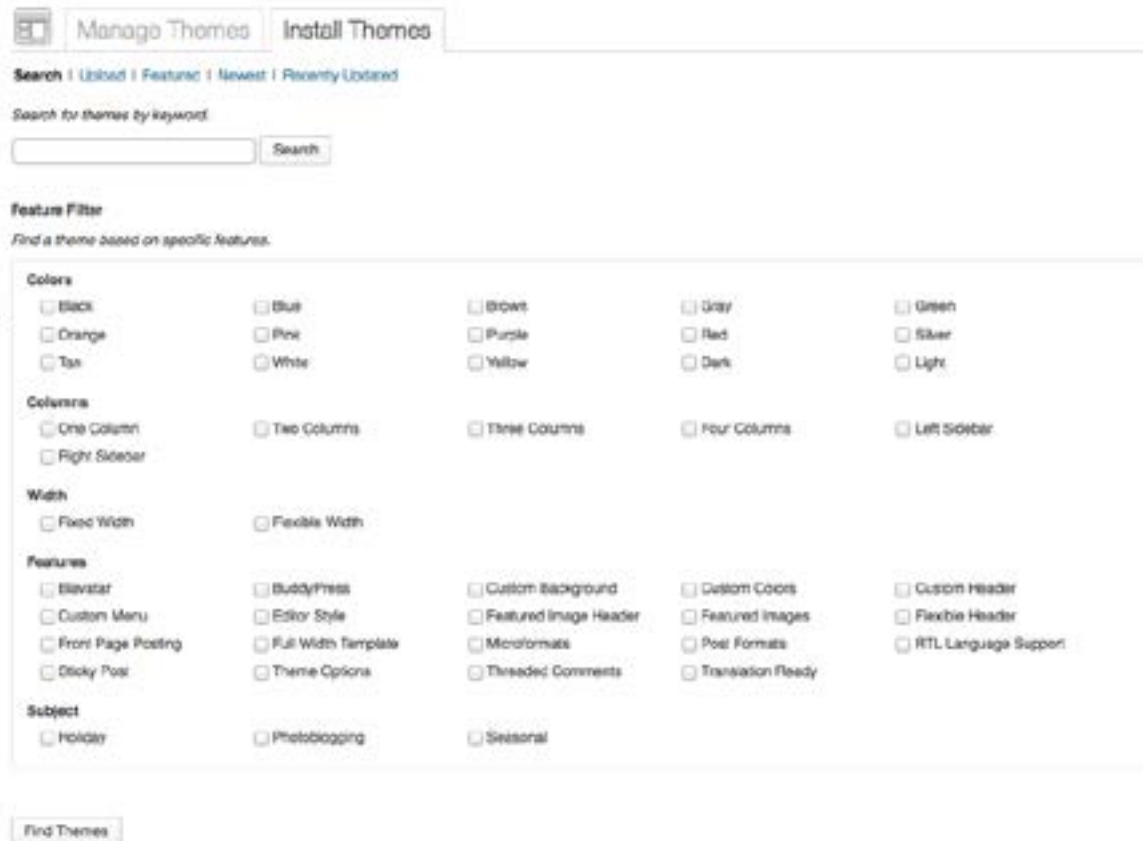 Manage Themes Install Themes
Search | Upload | Featured | Newest | Recently Updated
Search for themes by keyword.
Search
Feature Filter
Find a theme based on specific features.
Colors
Black Blue Brown Gray Green
Orange Pink Purple Red Silver
Tan White Yellow Dark Light
Columns
One Column Two Columns Three Columns Four Columns Left Sidebar
Right Sidebar
Width
Fixed Width Flexible Width
Features
Blavatar BuddyPress Custom Background Custom Colors Custom Header
Custom Menu Editor Style Featured Image Header Featured Images Flexible Header
Front Page Posting Full Width Template Microformats Post Formats RTL Language Support
Sticky Post Theme Options Threaded Comments Translation Ready
Subject
Holiday Photoblogging Seasonal
Find Themes